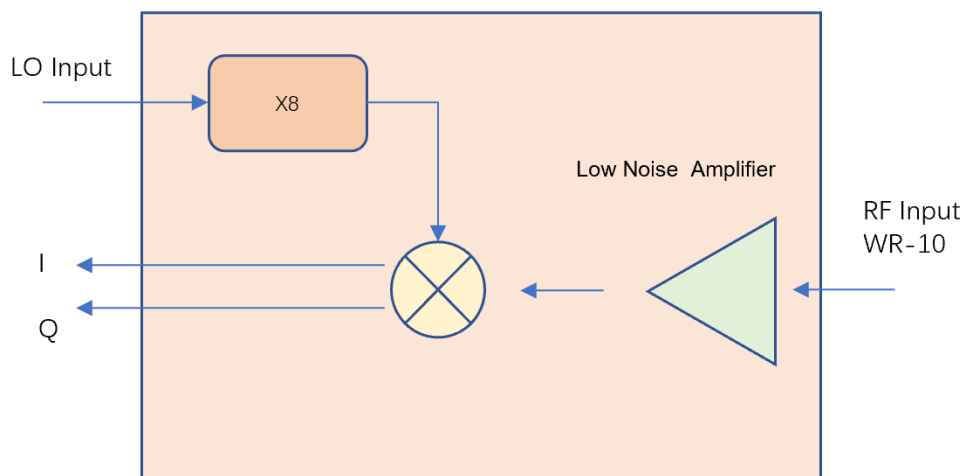 LO Input
X8
Low Noise  Amplifier
RF Input
WR-10
I
Q